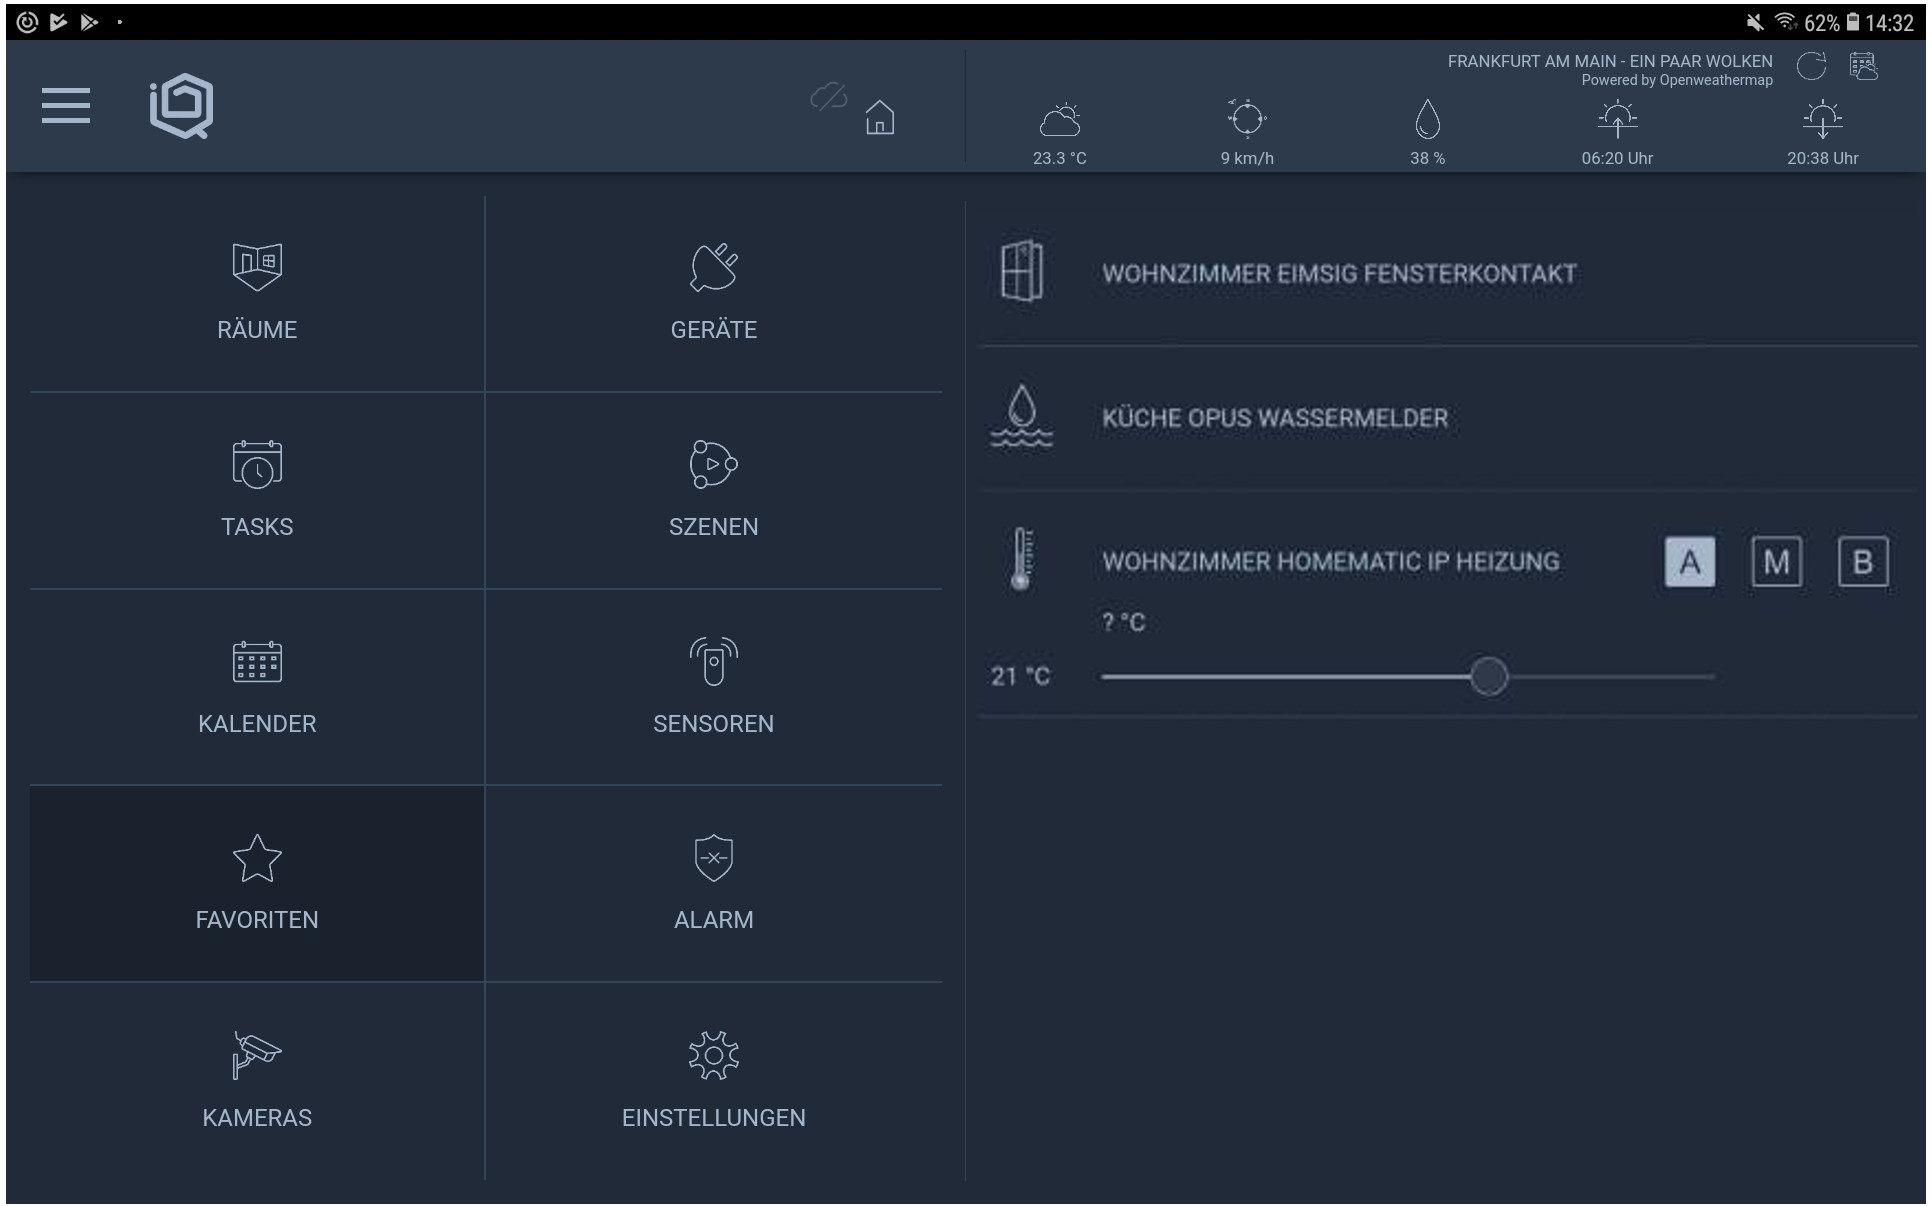 62% 14:32
FRANKFURT AM MAIN - EIN PAAR WOLKEN
Powered by Openweathermap
23.3 °C 9 km/h 38 % 06:20 Uhr 20:38 Uhr
RÄUME
GERÄTE
TASKS
SZENEN
KALENDER
SENSOREN
FAVORITEN
ALARM
KAMERAS
EINSTELLUNGEN
WOHNZIMMER EIMSIG FENSTERKONTAKT
KÜCHE OPUS WASSERMELDER
WOHNZIMMER HOMEMATIC IP HEIZUNG A M B
? °C
21 °C